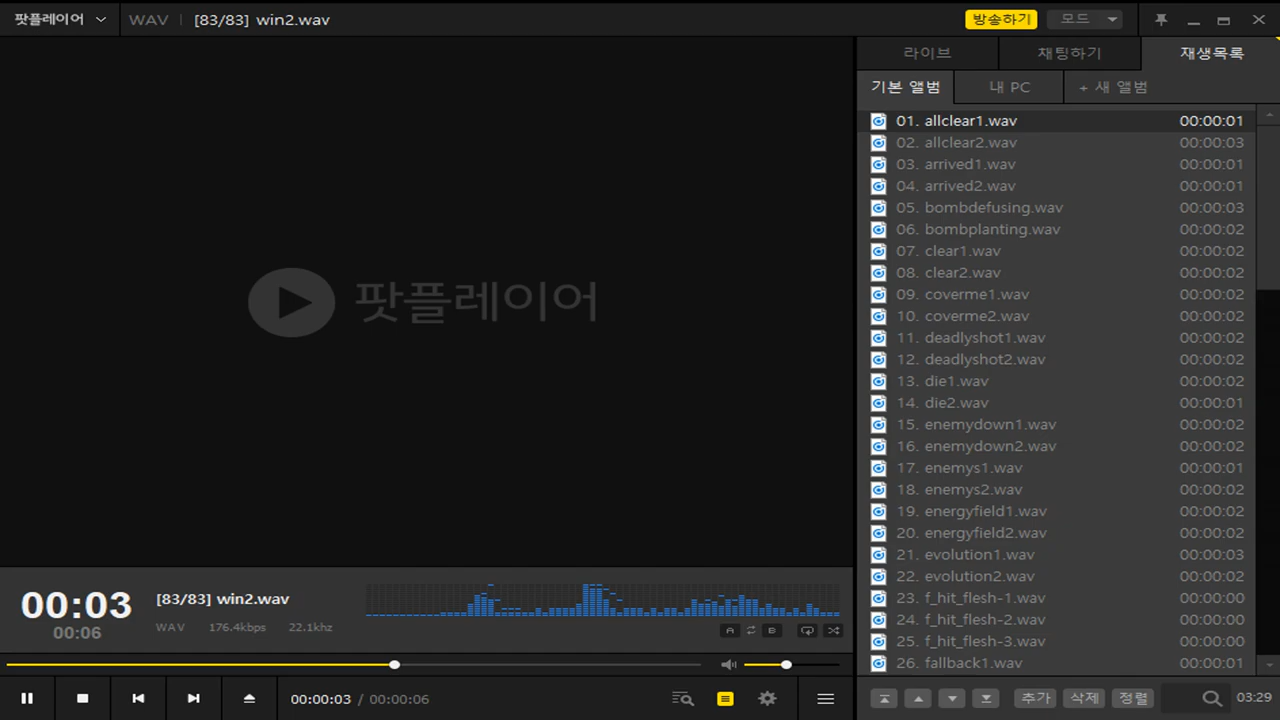 팟플레이어 WAV [83/83] win2.wav 방송하기 모드
라이브 채팅하기 재생목록
기본 앨범 내 PC + 새 앨범
01. allclear1.wav 00:00:01
02. allclear2.wav 00:00:03
03. arrived1.wav 00:00:01
04. arrived2.wav 00:00:01
05. bombdefusing.wav 00:00:03
06. bombplanting.wav 00:00:02
07. clear1.wav 00:00:02
08. clear2.wav 00:00:02
09. coverme1.wav 00:00:02
10. coverme2.wav 00:00:02
11. deadlyshot1.wav 00:00:02
12. deadlyshot2.wav 00:00:02
13. die1.wav 00:00:02
14. die2.wav 00:00:01
15. enemydown1.wav 00:00:02
16. enemydown2.wav 00:00:02
17. enemys1.wav 00:00:01
18. enemys2.wav 00:00:02
19. energyfield1.wav 00:00:02
20. energyfield2.wav 00:00:02
21. evolution1.wav 00:00:03
22. evolution2.wav 00:00:02
23. f_hit_flesh-1.wav 00:00:00
24. f_hit_flesh-2.wav 00:00:00
25. f_hit_flesh-3.wav 00:00:00
26. fallback1.wav 00:00:01
팟플레이어
00:03
00:06
[83/83] win2.wav
WAV 176.4kbps 22.1khz
A B
00:00:03 / 00:00:06
추가 삭제 정렬 03:29